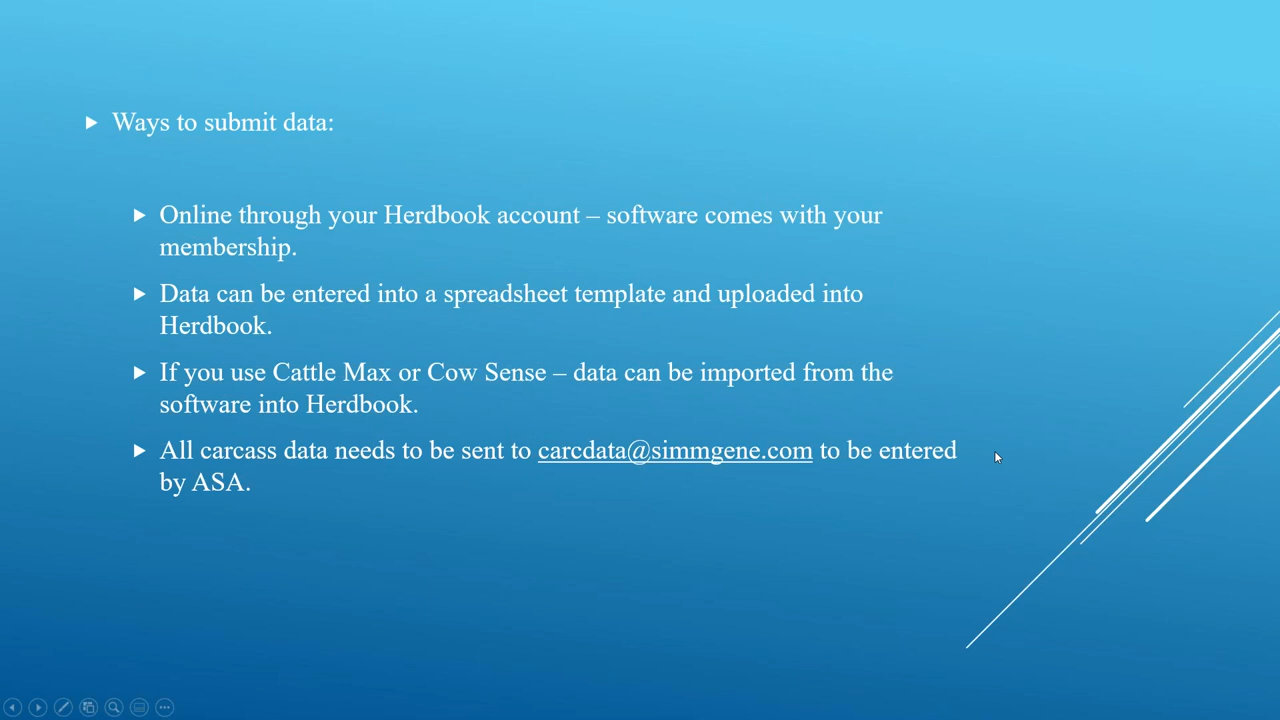 Ways to submit data:
Online through your Herdbook account – software comes with your
membership.
Data can be entered into a spreadsheet template and uploaded into
Herdbook.
If you use Cattle Max or Cow Sense – data can be imported from the
software into Herdbook.
All carcass data needs to be sent to carcdata@simmgene.com to be entered
by ASA.